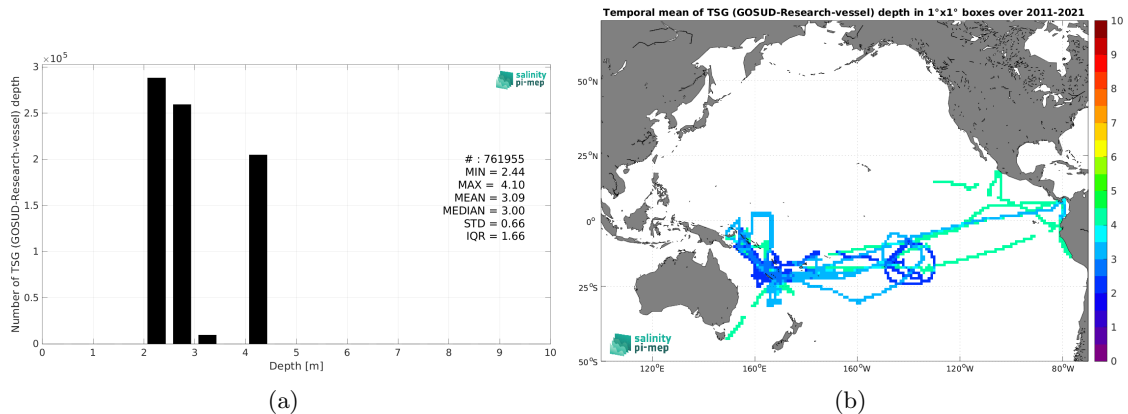 ×10⁵
3
2.5
2
1.5
1
0.5
0
Number of TSG (GOSUD-Research-vessel) depth
0 1 2 3 4 5 6 7 8 9 10
Depth [m]
salinity
pi-mep
# : 761955
MIN = 2.44
MAX = 4.10
MEAN = 3.09
MEDIAN = 3.00
STD = 0.66
IQR = 1.66
(a)
Temporal mean of TSG (GOSUD-Research-vessel) depth in 1°x1° boxes over 2011-2021
50°N
25°N
0°
25°S
50°S
120°E 160°E 160°W 120°W 80°W
salinity
pi-mep
10
9
8
7
6
5
4
3
2
1
0
(b)